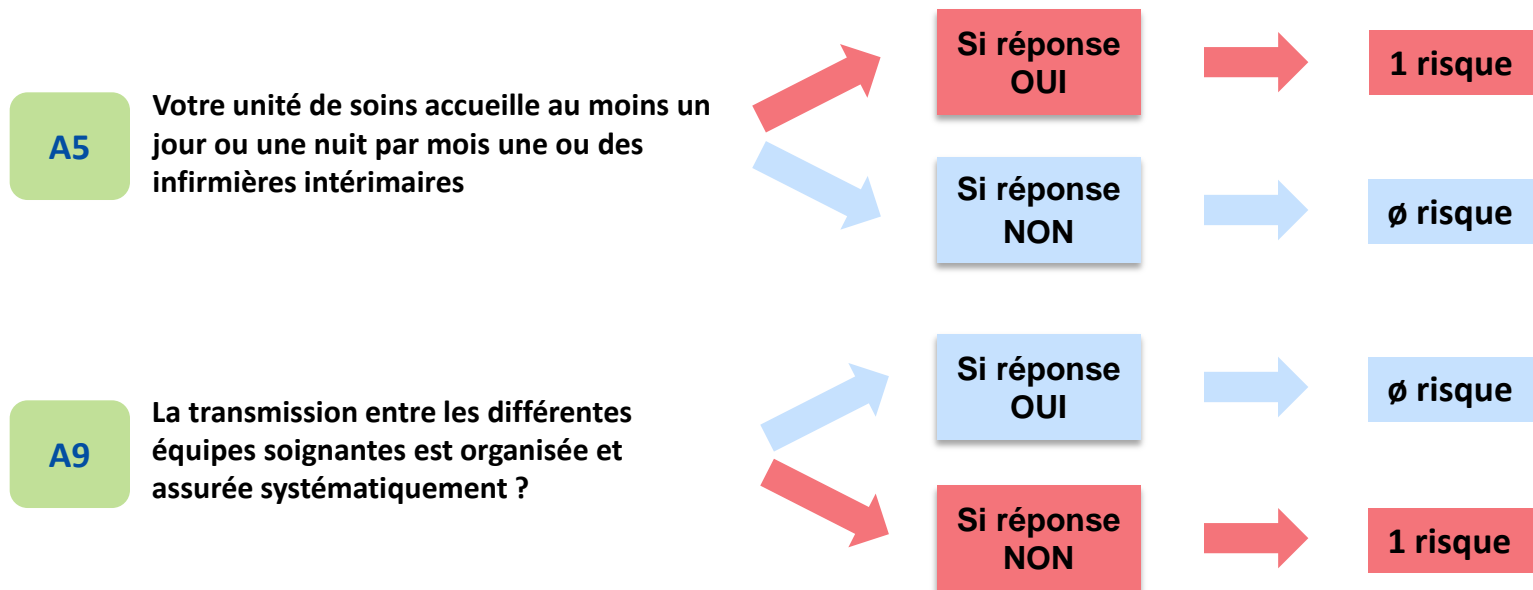 A5
Votre unité de soins accueille au moins un
jour ou une nuit par mois une ou des
infirmières intérimaires
Si réponse
OUI
1 risque
Si réponse
NON
ø risque
A9
La transmission entre les différentes
équipes soignantes est organisée et
assurée systématiquement ?
Si réponse
OUI
ø risque
Si réponse
NON
1 risque